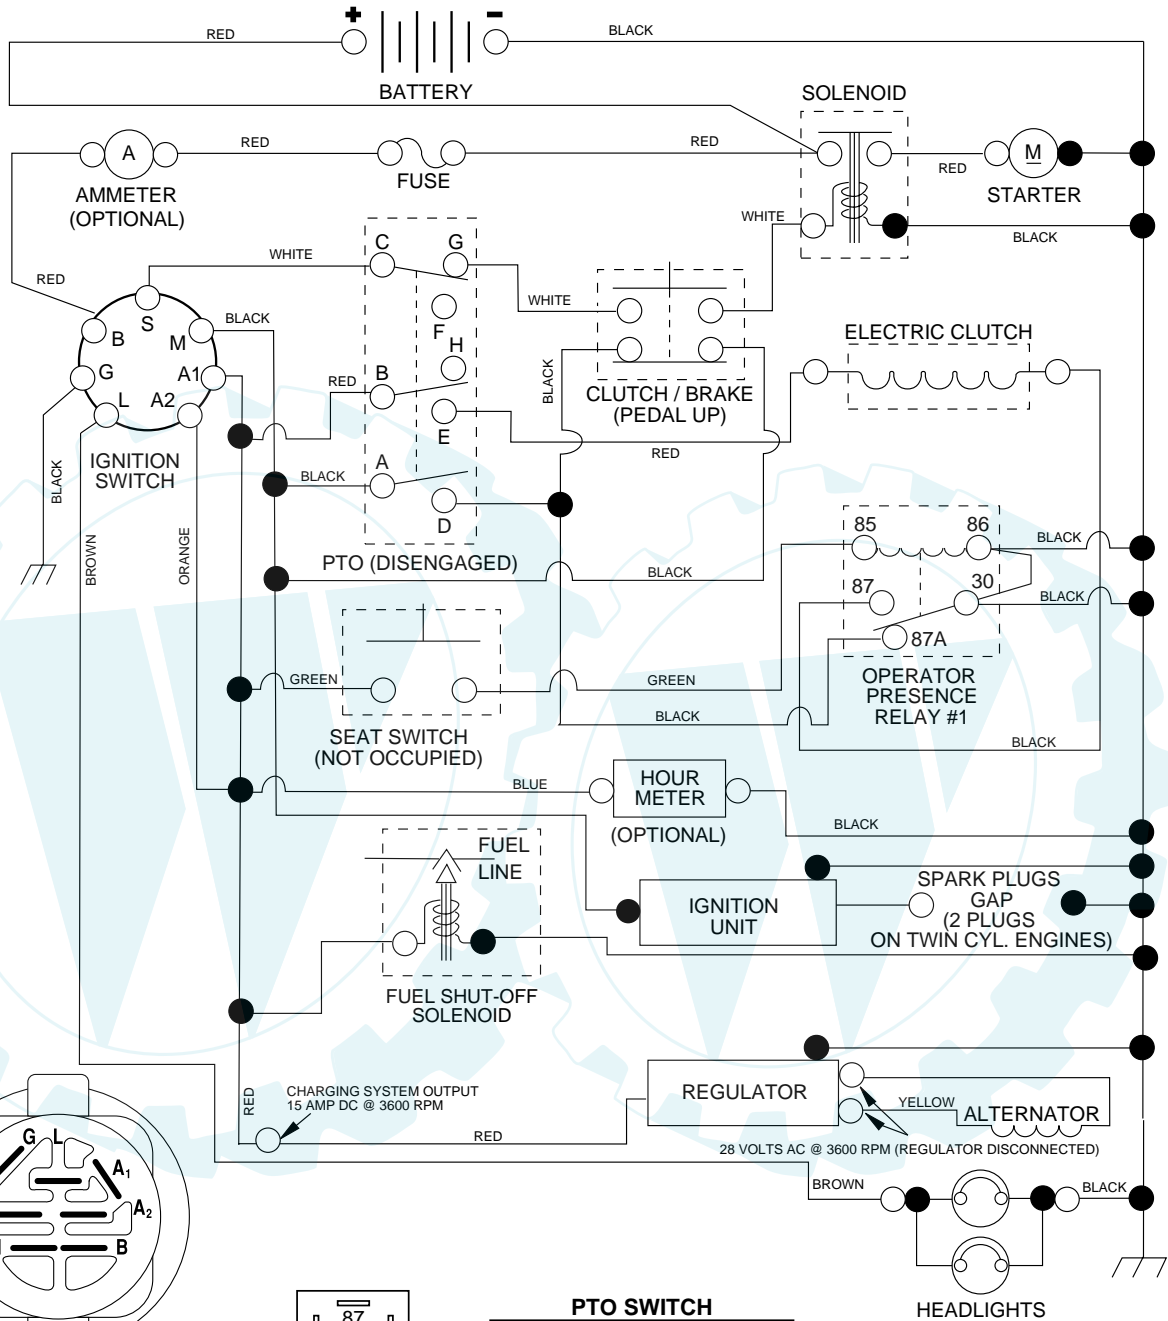 + -
RED
BLACK
BATTERY
SOLENOID
A
RED
RED
RED
M
AMMETER
(OPTIONAL)
FUSE
STARTER
WHITE
BLACK
C G
WHITE
RED
WHITE
S
BLACK
F
B
M
ELECTRIC CLUTCH
H
G
A1
RED
B
BLACK
CLUTCH / BRAKE
(PEDAL UP)
L A2
E
RED
IGNITION
SWITCH
A
BLACK
BLACK
D
85 86
BLACK
PTO (DISENGAGED)
BROWN
ORANGE
BLACK
87 30
BLACK
87A
GREEN
GREEN
OPERATOR
PRESENCE
RELAY #1
BLACK
SEAT SWITCH
(NOT OCCUPIED)
BLACK
BLUE
HOUR
METER
(OPTIONAL)
BLACK
FUEL
LINE
SPARK PLUGS
GAP
(2 PLUGS
ON TWIN CYL. ENGINES)
IGNITION
UNIT
FUEL SHUT-OFF
SOLENOID
RED
CHARGING SYSTEM OUTPUT
15 AMP DC @ 3600 RPM
REGULATOR
YELLOW
ALTERNATOR
RED
28 VOLTS AC @ 3600 RPM (REGULATOR DISCONNECTED)
G L
A1
A2
B
BROWN
BLACK
HEADLIGHTS
87
PTO SWITCH